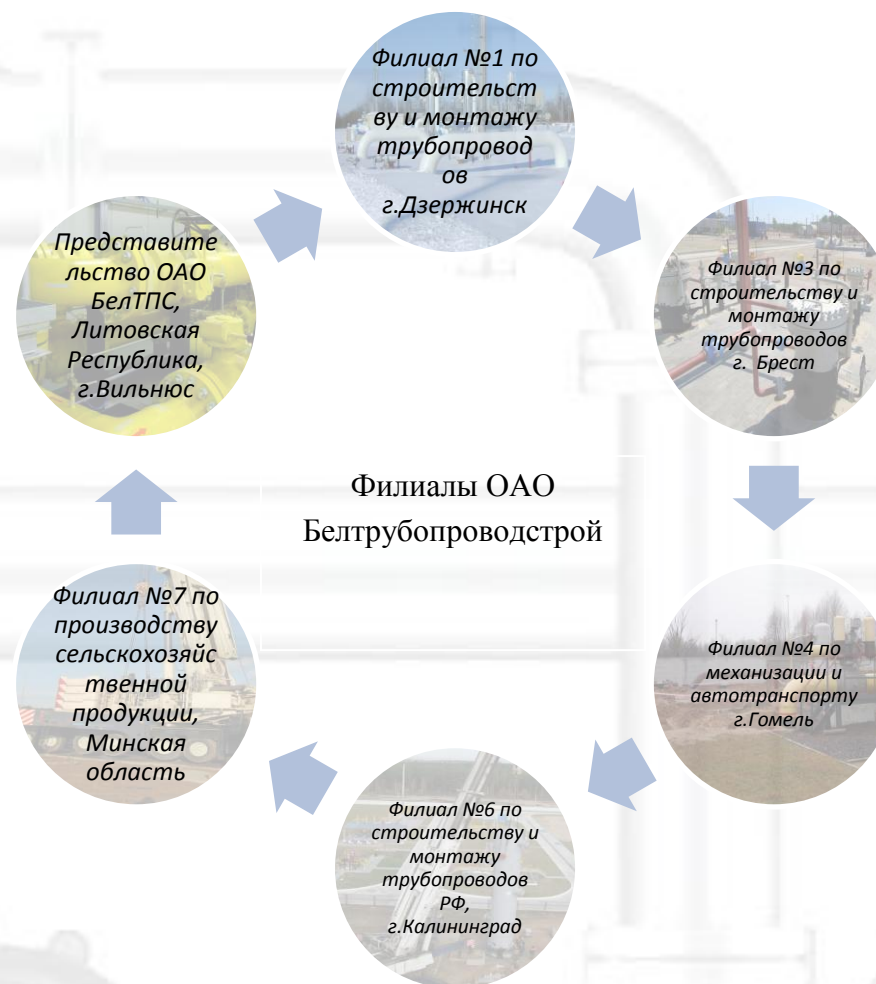 Филиал №1 по
строительст
ву и монтажу
трубопровод
ов
г.Дзержинск
Филиал №3 по
строительству и
монтажу
трубопроводов
г. Брест
Филиал №4 по
механизации и
автотранспорту
г.Гомель
Филиал №6 по
строительству и
монтажу
трубопроводов
РФ,
г.Калининград
Филиал №7 по
производству
сельскохозяйс
твенной
продукции,
Минская
область
Представите
льство ОАО
БелТПС,
Литовская
Республика,
г.Вильнюс
Филиалы ОАО
Белтрубопроводстрой